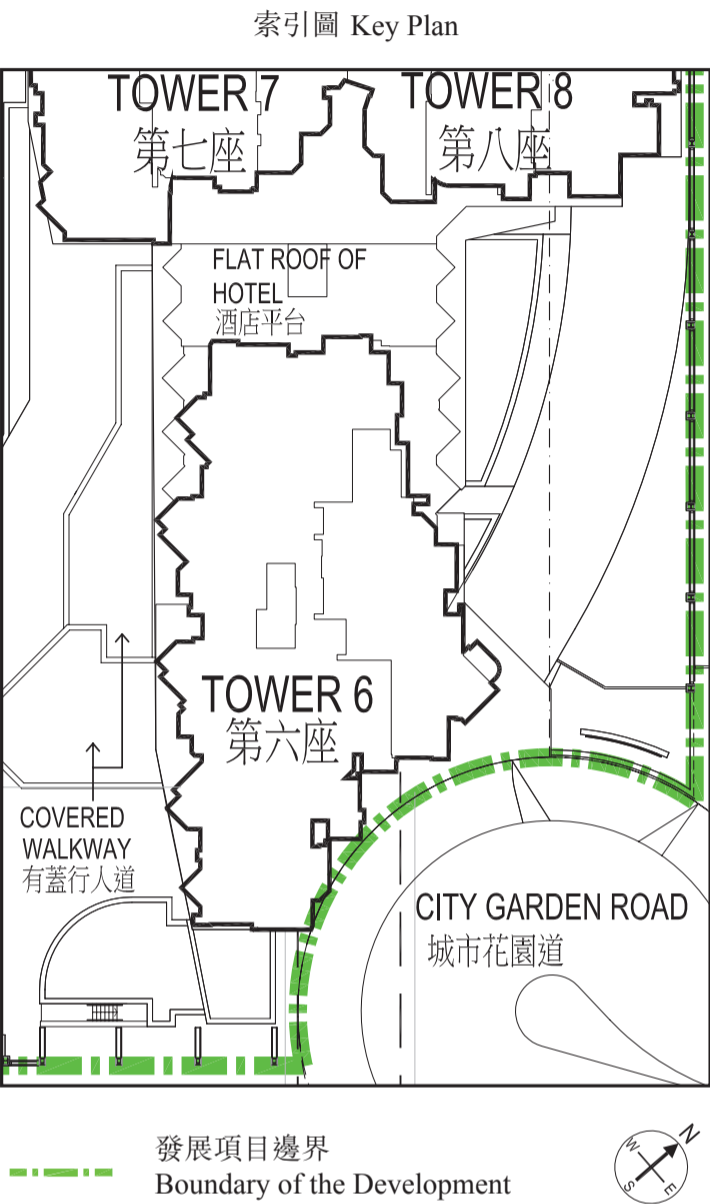 索引圖 Key Plan
TOWER 7
第七座
TOWER 8
第八座
FLAT ROOF OF
HOTEL
酒店平台
TOWER 6
第六座
COVERED
WALKWAY
有蓋行人道
CITY GARDEN ROAD
城市花園道
發展項目邊界
Boundary of the Development
N
W
S
E